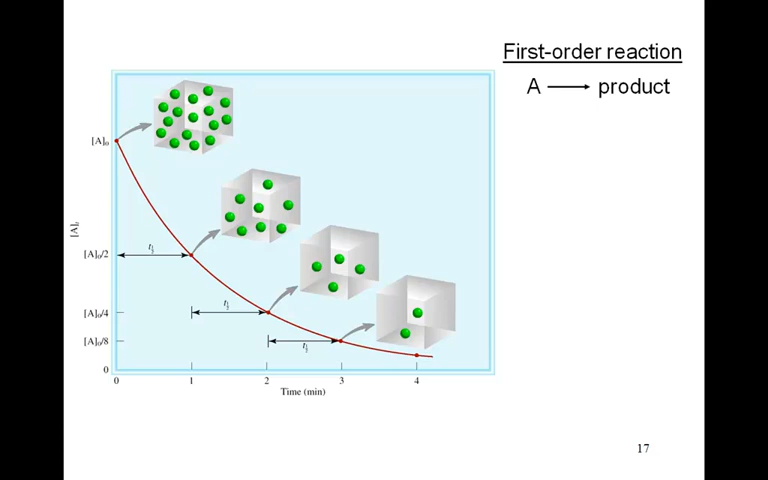 First-order reaction
A ⟶ product
[A]₀
[A]ₜ
t½
[A]₀/2
t½
[A]₀/4
t½
[A]₀/8
0
0 1 2 3 4
Time (min)
17